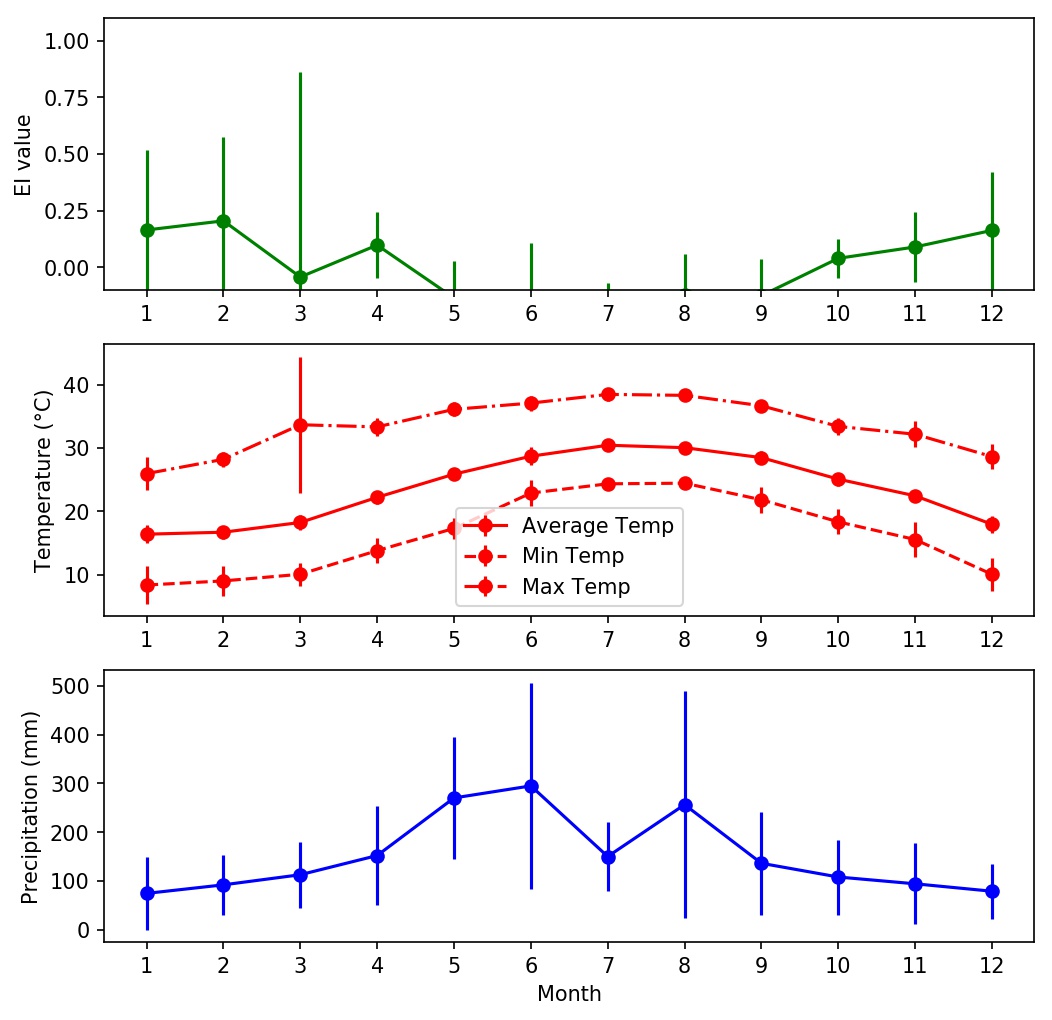 EI value
1.00
0.75
0.50
0.25
0.00
1 2 3 4 5 6 7 8 9 10 11 12
Temperature (°C)
40
30
20
10
Average Temp
Min Temp
Max Temp
1 2 3 4 5 6 7 8 9 10 11 12
Precipitation (mm)
500
400
300
200
100
0
1 2 3 4 5 6 7 8 9 10 11 12
Month